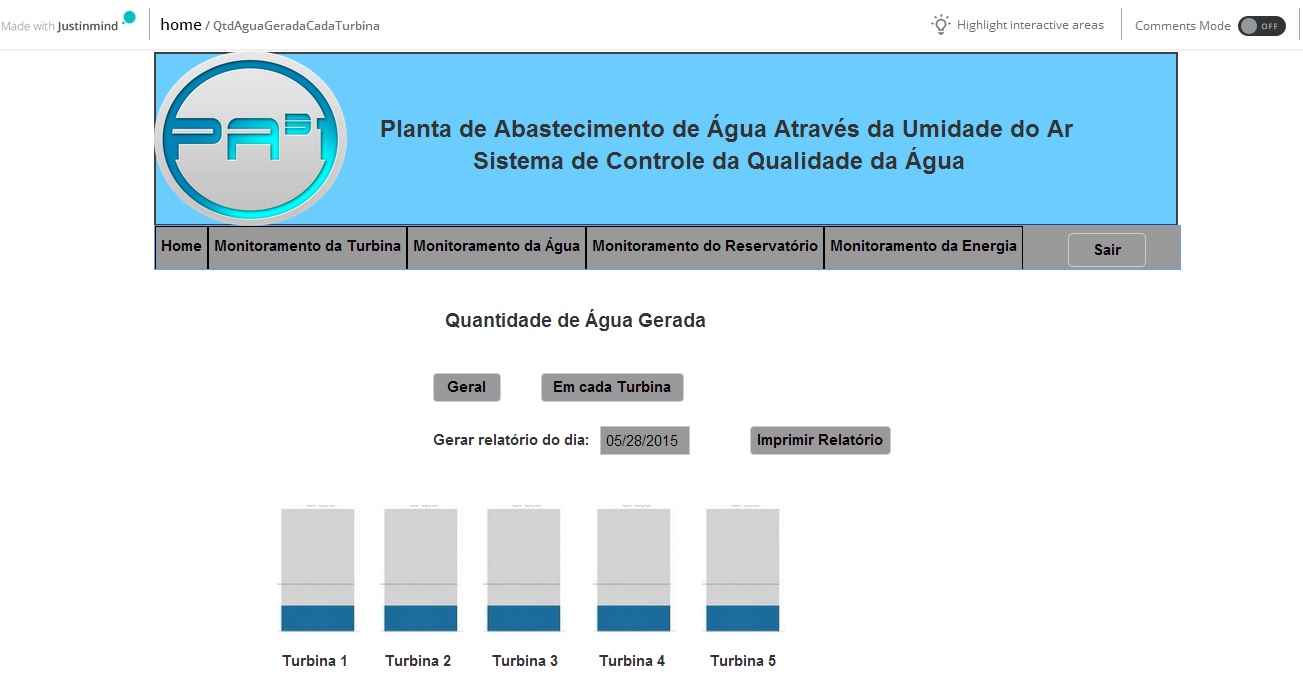 Made with Justinmind
home / QtdAguaGeradaCadaTurbina
Highlight interactive areas
Comments Mode
OFF
PA³1
Planta de Abastecimento de Água Através da Umidade do Ar
Sistema de Controle da Qualidade da Água
Home
Monitoramento da Turbina
Monitoramento da Água
Monitoramento do Reservatório
Monitoramento da Energia
Sair
Quantidade de Água Gerada
Geral
Em cada Turbina
Gerar relatório do dia:
05/28/2015
Imprimir Relatório
Turbina 1
Turbina 2
Turbina 3
Turbina 4
Turbina 5